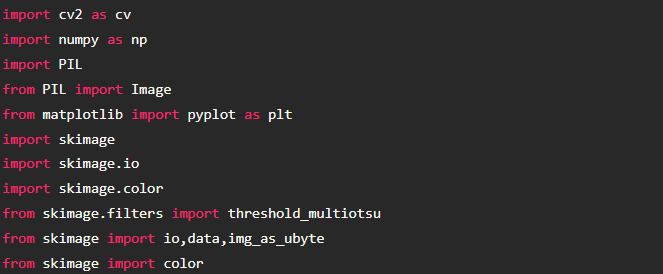 import cv2 as cv
import numpy as np
import PIL
from PIL import Image
from matplotlib import pyplot as plt
import skimage
import skimage.io
import skimage.color
from skimage.filters import threshold_multiotsu
from skimage import io,data,img_as_ubyte
from skimage import color